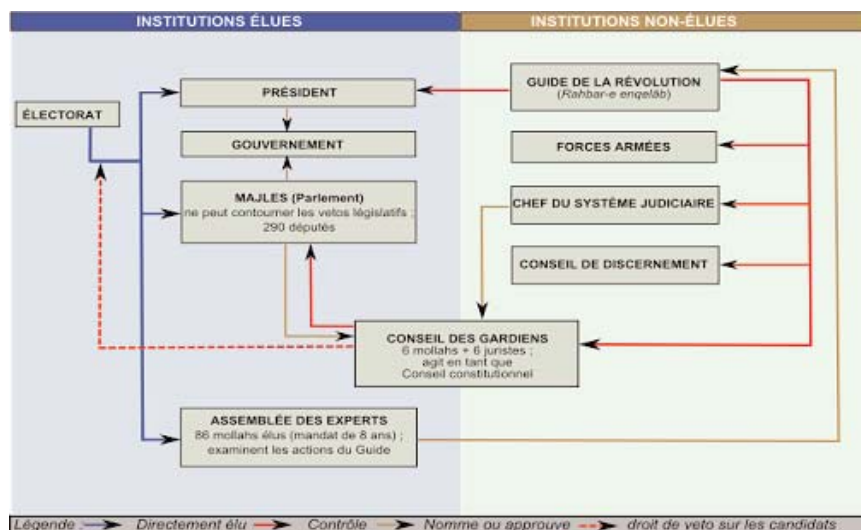 INSTITUTIONS ÉLUES
INSTITUTIONS NON-ÉLUES
ÉLECTORAT
PRÉSIDENT
GOUVERNEMENT
MAJLES (Parlement)
ne peut contourner les vetos législatifs ;
290 députés
GUIDE DE LA RÉVOLUTION
(Rahbar-e enqelâb)
FORCES ARMÉES
CHEF DU SYSTÈME JUDICIAIRE
CONSEIL DE DISCERNEMENT
CONSEIL DES GARDIENS
6 mollahs + 6 juristes ;
agit en tant que
Conseil constitutionnel
ASSEMBLÉE DES EXPERTS
86 mollahs élus (mandat de 8 ans) ;
examinent les actions du Guide
Légende : Directement élu Contrôle Nomme ou approuve droit de veto sur les candidats